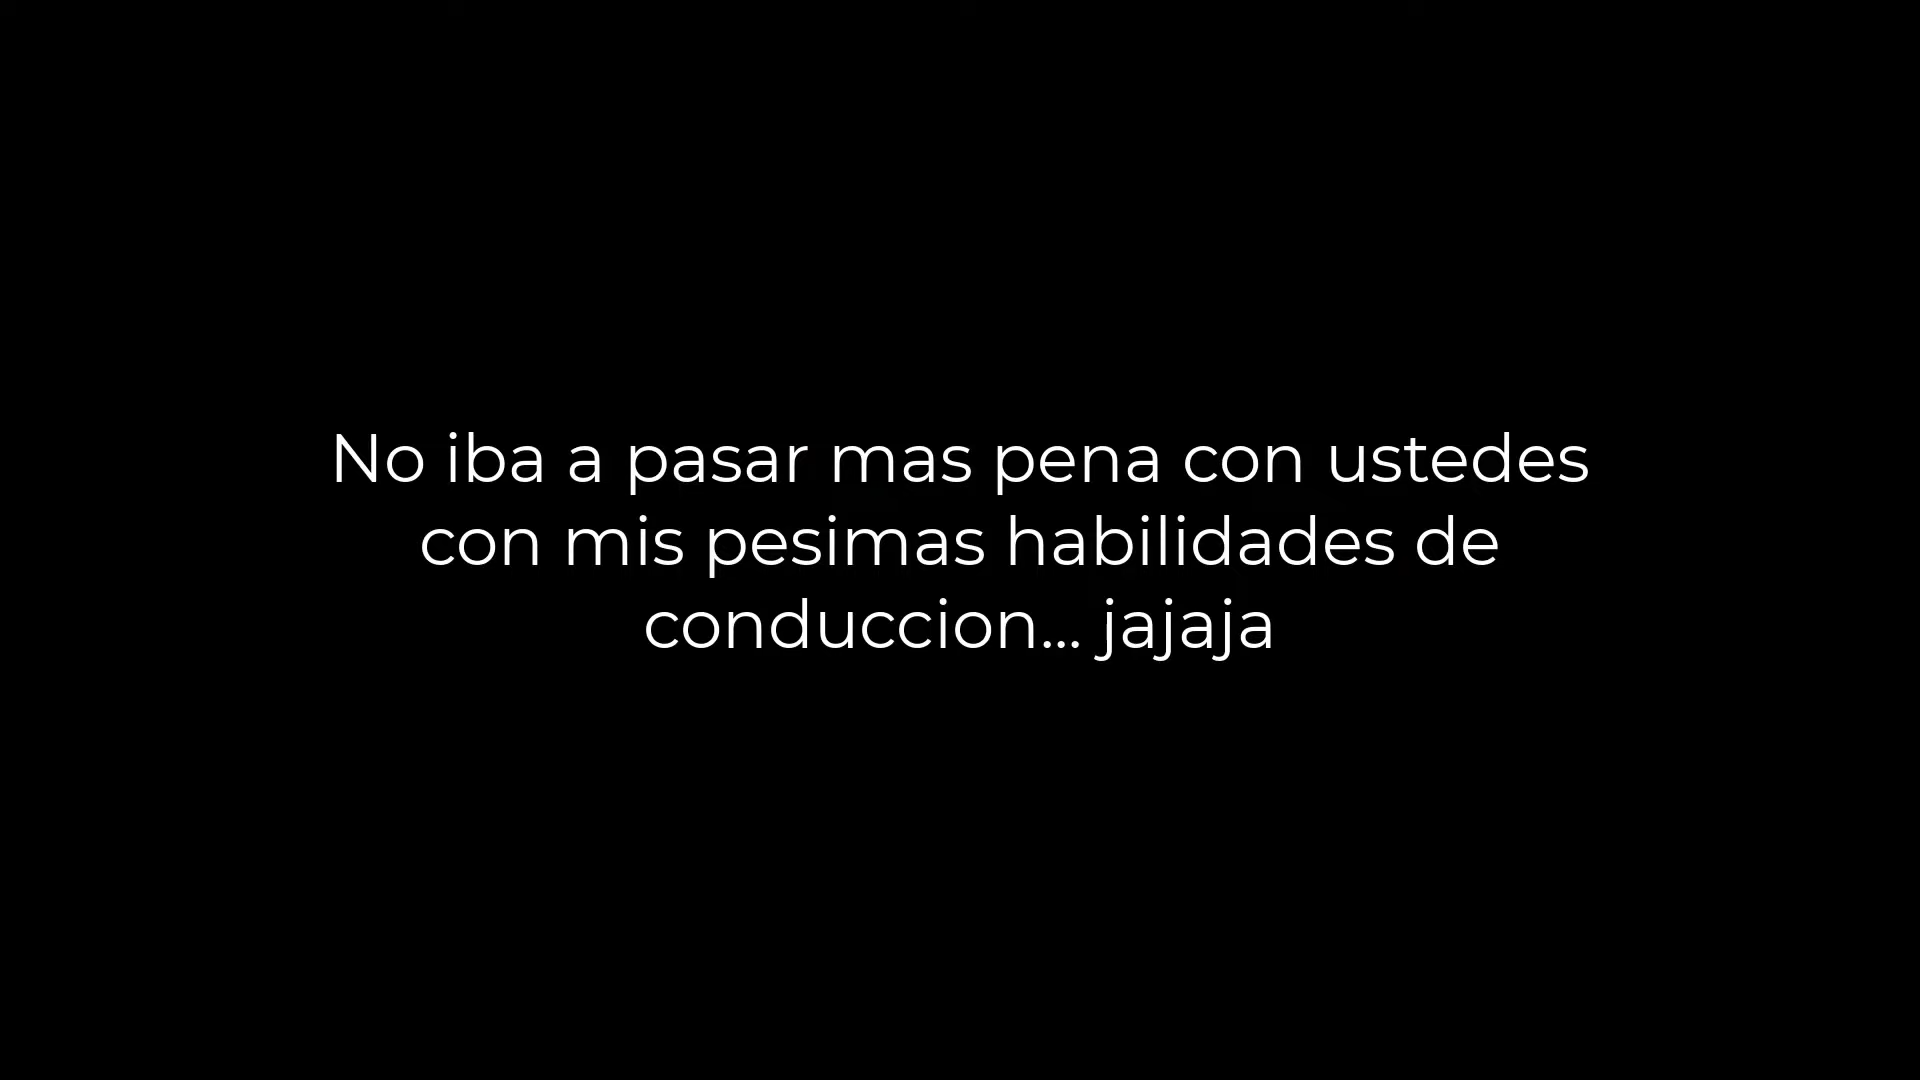 No iba a pasar mas pena con ustedes
con mis pesimas habilidades de
conduccion... jajaja